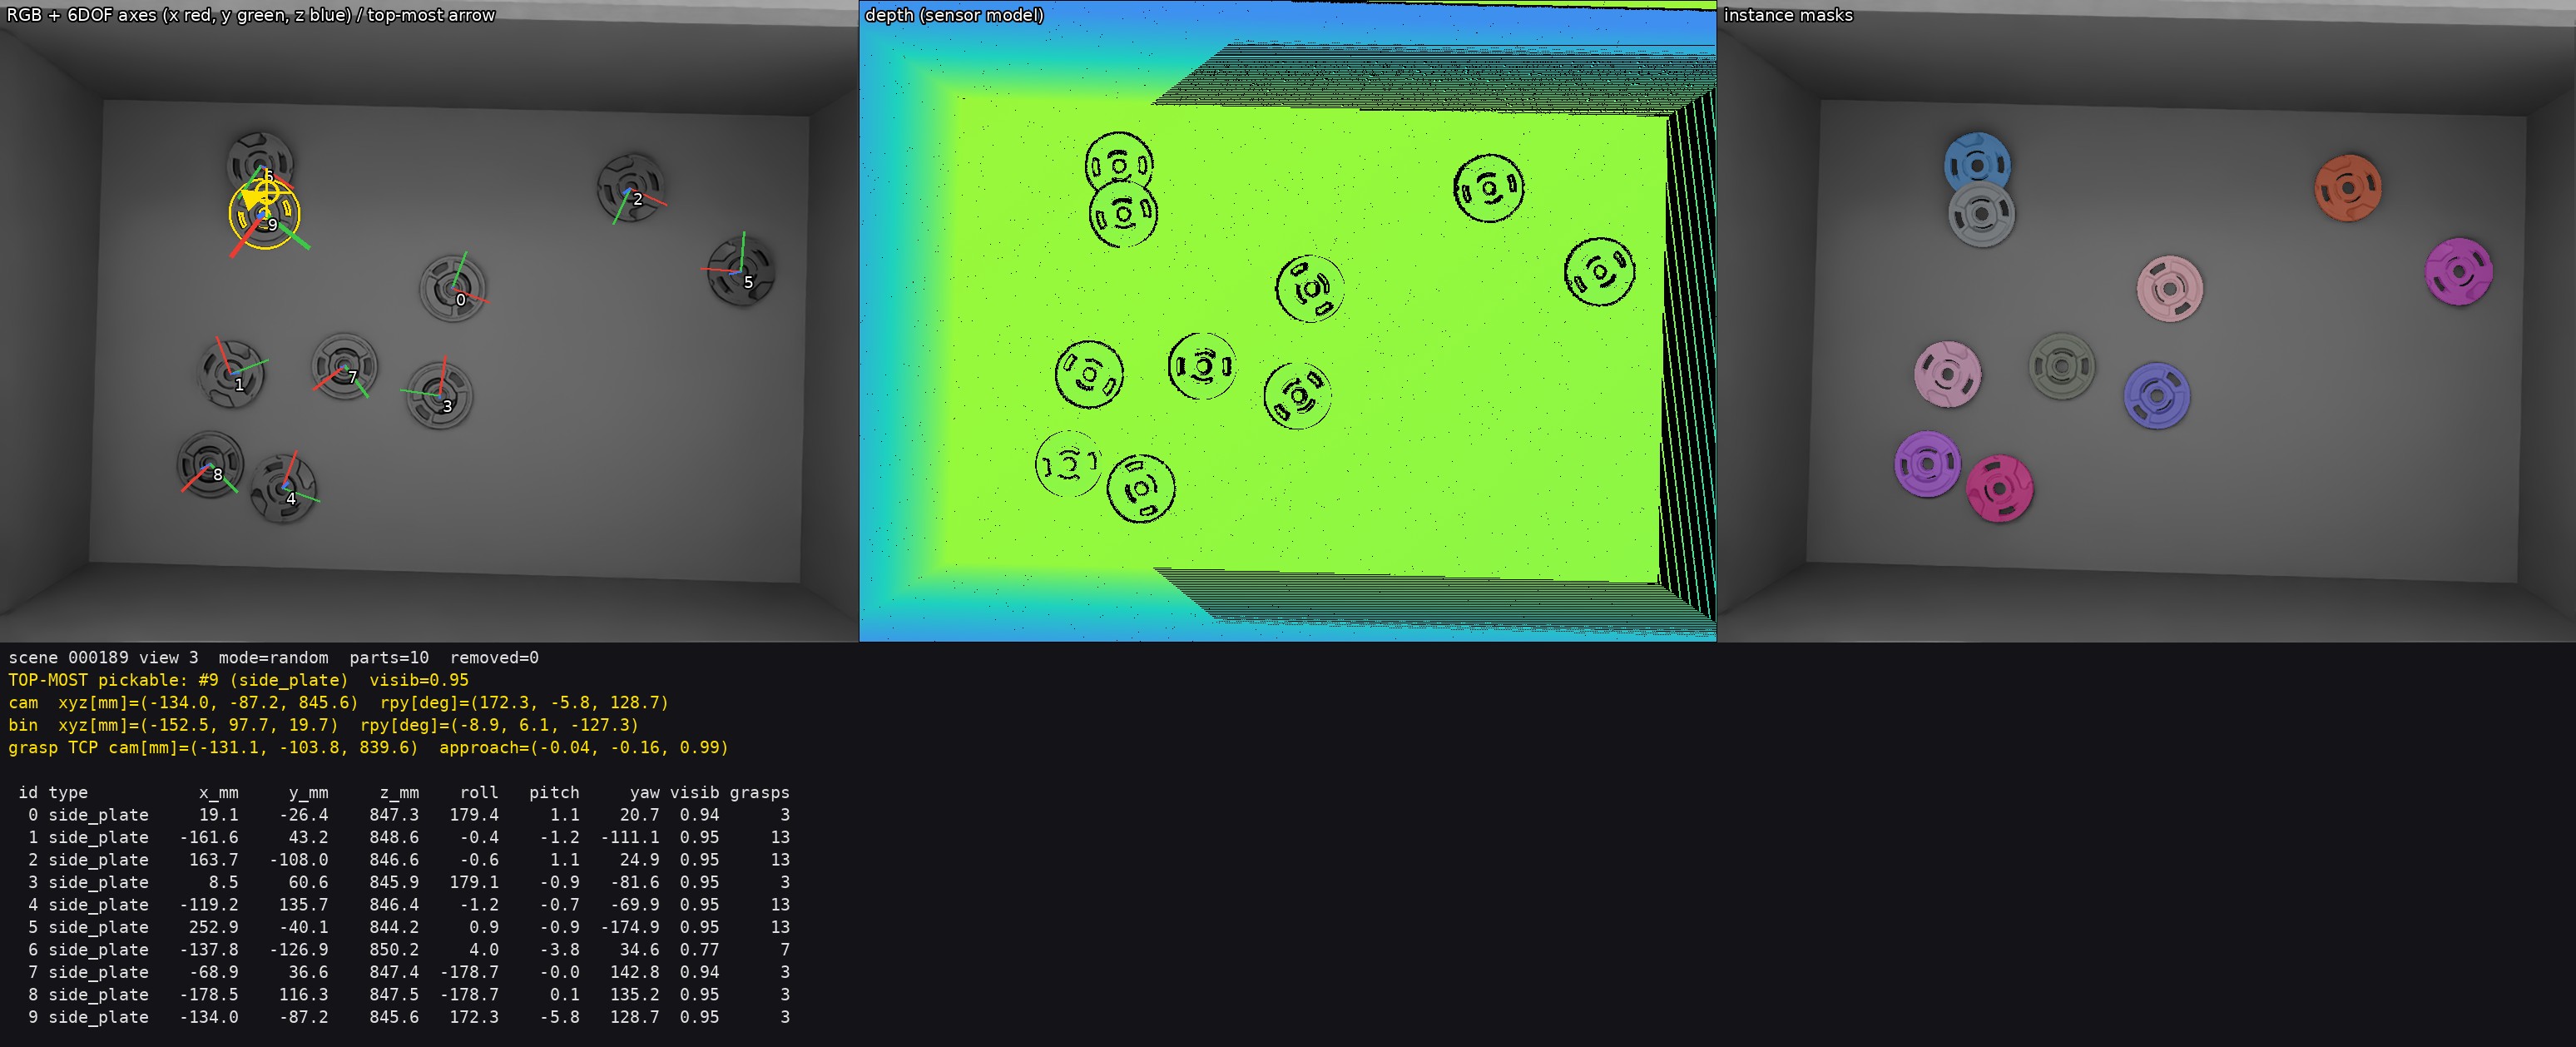 RGB + 6DOF axes (x red, y green, z blue) / top-most arrow
depth (sensor model)
instance masks
6
9
2
5
0
1
7
3
8
4
scene 000189 view 3  mode=random  parts=10  removed=0
TOP-MOST pickable: #9 (side_plate)  visib=0.95
cam  xyz[mm]=(-134.0, -87.2, 845.6)  rpy[deg]=(172.3, -5.8, 128.7)
bin  xyz[mm]=(-152.5, 97.7, 19.7)  rpy[deg]=(-8.9, 6.1, -127.3)
grasp TCP cam[mm]=(-131.1, -103.8, 839.6)  approach=(-0.04, -0.16, 0.99)
id type x_mm y_mm z_mm roll pitch yaw visib grasps
0 side_plate 19.1 -26.4 847.3 179.4 1.1 20.7 0.94 3
1 side_plate -161.6 43.2 848.6 -0.4 -1.2 -111.1 0.95 13
2 side_plate 163.7 -108.0 846.6 -0.6 1.1 24.9 0.95 13
3 side_plate 8.5 60.6 845.9 179.1 -0.9 -81.6 0.95 3
4 side_plate -119.2 135.7 846.4 -1.2 -0.7 -69.9 0.95 13
5 side_plate 252.9 -40.1 844.2 0.9 -0.9 -174.9 0.95 13
6 side_plate -137.8 -126.9 850.2 4.0 -3.8 34.6 0.77 7
7 side_plate -68.9 36.6 847.4 -178.7 -0.0 142.8 0.94 3
8 side_plate -178.5 116.3 847.5 -178.7 0.1 135.2 0.95 3
9 side_plate -134.0 -87.2 845.6 172.3 -5.8 128.7 0.95 3